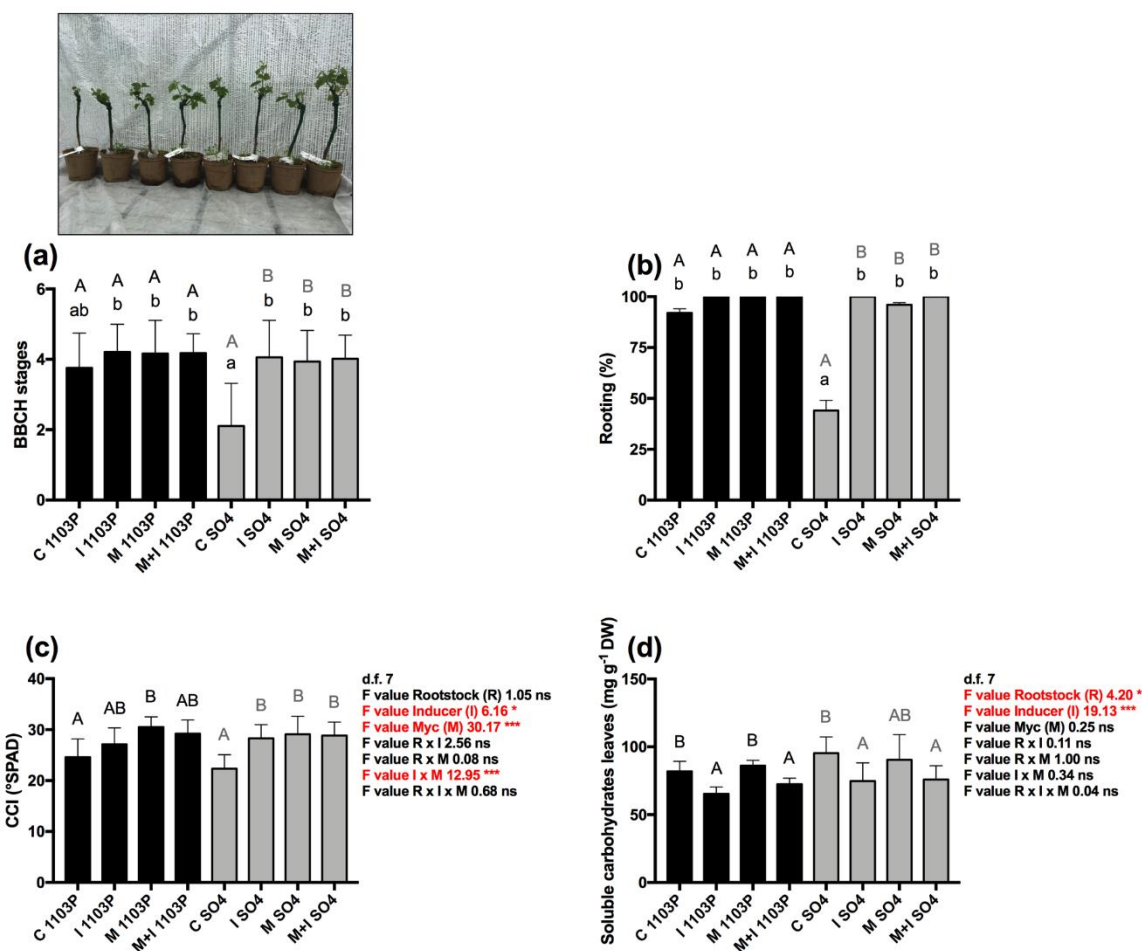 (a)
A A A A B B B
ab b b b A b b b
a
6
4
2
0
BBCH stages
C 1103P
I 1103P
M 1103P
M+I 1103P
C SO4
I SO4
M SO4
M+I SO4
(b)
A A A A B B B
b b b b A b b b
a
100
75
50
25
0
Rooting (%)
C 1103P
I 1103P
M 1103P
M+I 1103P
C SO4
I SO4
M SO4
M+I SO4
(c)
A AB B AB A B B B
40
30
20
10
0
CCI (°SPAD)
C 1103P
I 1103P
M 1103P
M+I 1103P
C SO4
I SO4
M SO4
M+I SO4
d.f. 7
F value Rootstock (R) 1.05 ns
F value Inducer (I) 6.16 *
F value Myc (M) 30.17 ***
F value R x I 2.56 ns
F value R x M 0.08 ns
F value I x M 12.95 ***
F value R x I x M 0.68 ns
(d)
B A B A B A AB A
150
100
50
0
Soluble carbohydrates leaves (mg g-1 DW)
C 1103P
I 1103P
M 1103P
M+I 1103P
C SO4
I SO4
M SO4
M+I SO4
d.f. 7
F value Rootstock (R) 4.20 *
F value Inducer (I) 19.13 ***
F value Myc (M) 0.25 ns
F value R x I 0.11 ns
F value R x M 1.00 ns
F value I x M 0.34 ns
F value R x I x M 0.04 ns